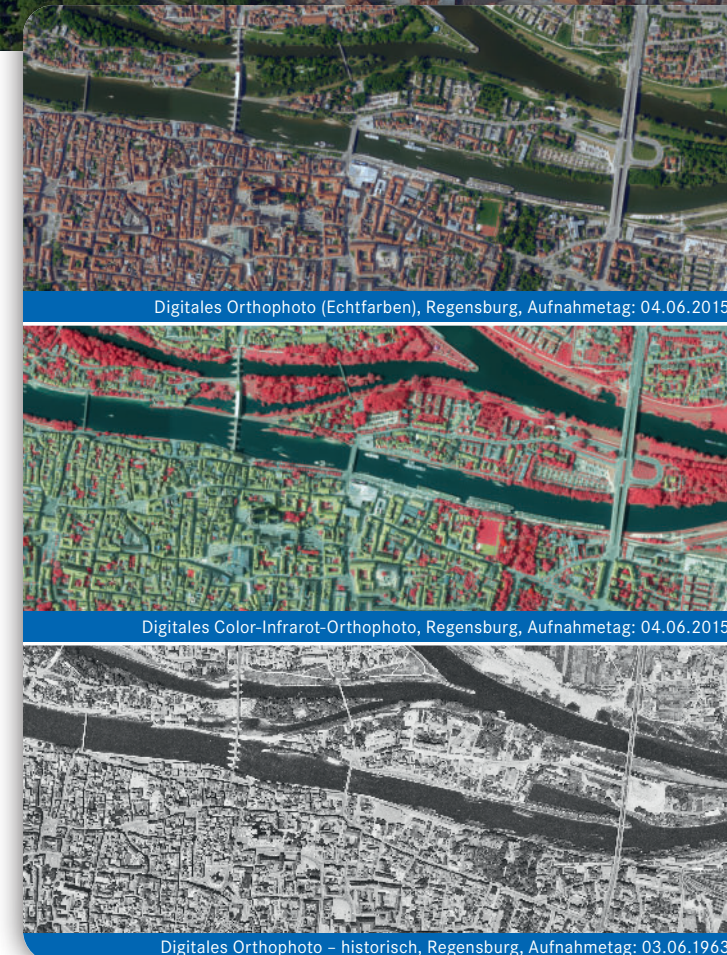 Digitales Orthophoto (Echtfarben), Regensburg, Aufnahmetag: 04.06.2015
Digitales Color-Infrarot-Orthophoto, Regensburg, Aufnahmetag: 04.06.2015
Digitales Orthophoto – historisch, Regensburg, Aufnahmetag: 03.06.1963